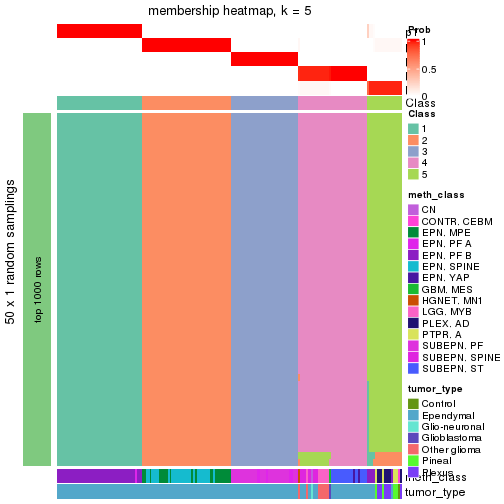 membership heatmap, k = 5
50 x 1 random samplings
top 1000 rows
Prob
1
0.5
0
Class
Class
1
2
3
4
5
meth_class
CN
CONTR, CEBM
EPN, MPE
EPN, PF A
EPN, PF B
EPN, SPINE
EPN, YAP
GBM, MES
HGNET, MN1
LGG, MYB
PLEX, AD
PTPR, A
SUBEPN, PF
SUBEPN, SPINE
SUBEPN, ST
tumor_type
Control
Ependymal
Glio-neuronal
Glioblastoma
Other glioma
Pineal
Plexus
meth_class
tumor_type